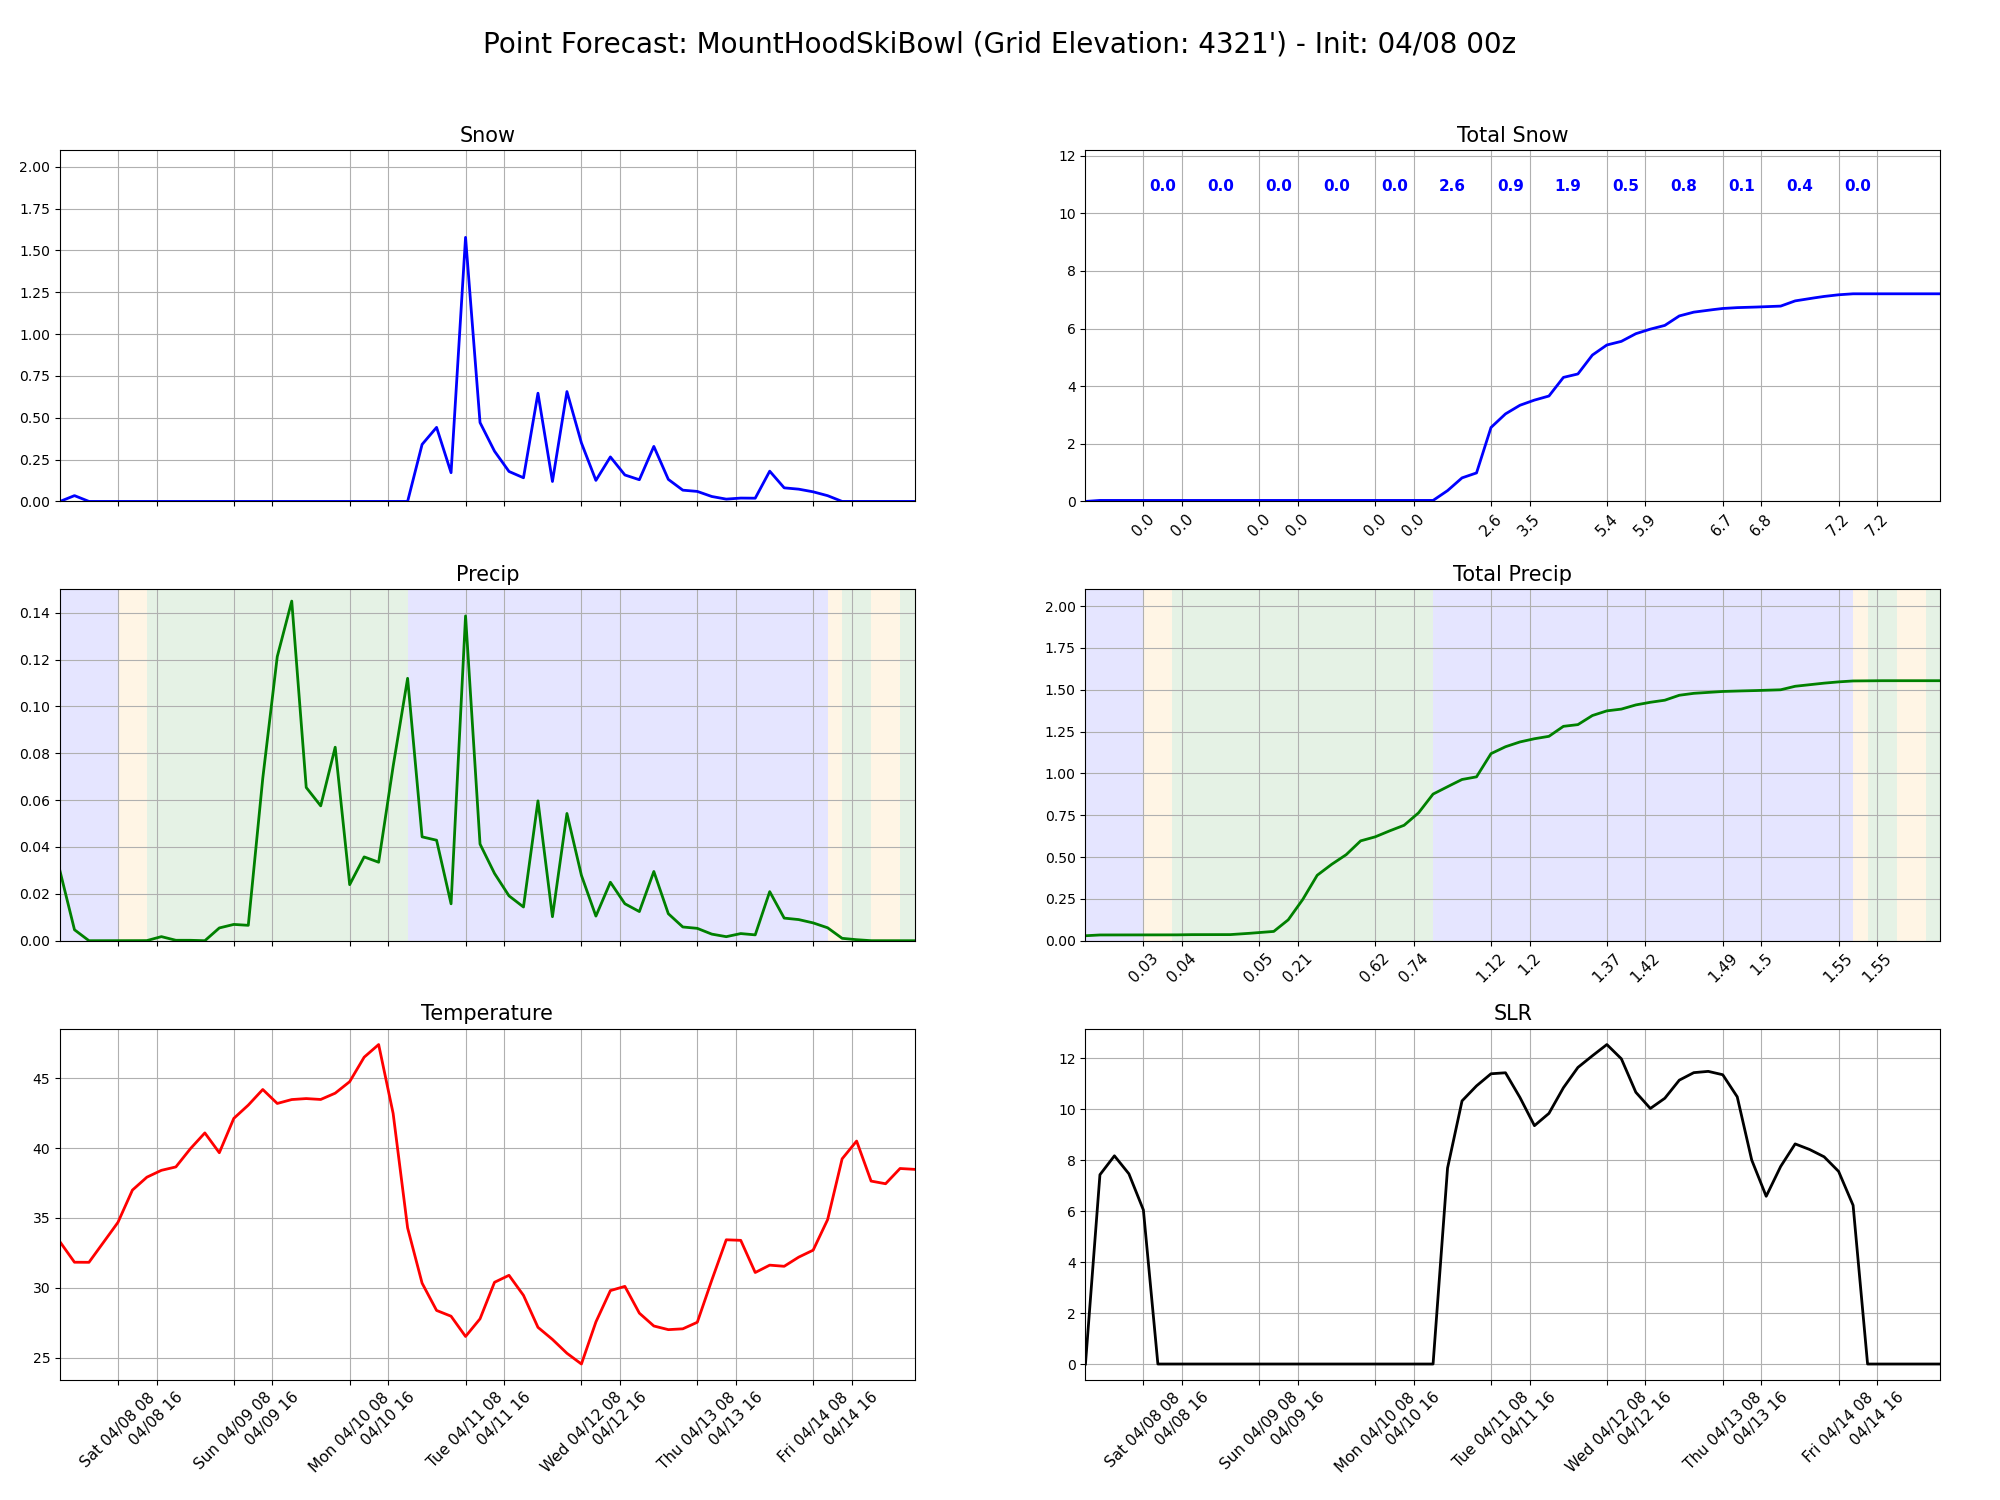 Point Forecast: MountHoodSkiBowl (Grid Elevation: 4321') - Init: 04/08 00z
Snow
2.00
1.75
1.50
1.25
1.00
0.75
0.50
0.25
0.00
Total Snow
12
10
8
6
4
2
0
0.0 0.0 0.0 0.0 0.0 2.6 0.9 1.9 0.5 0.8 0.1 0.4 0.0
0.0 0.0 0.0 0.0 0.0 0.0 2.6 3.5 5.4 5.9 6.7 6.8 7.2 7.2
Precip
0.14
0.12
0.10
0.08
0.06
0.04
0.02
0.00
Total Precip
2.00
1.75
1.50
1.25
1.00
0.75
0.50
0.25
0.00
0.03 0.04 0.05 0.21 0.62 0.74 1.12 1.2 1.37 1.42 1.49 1.5 1.55 1.55
Temperature
45
40
35
30
25
Sat 04/08 08
04/08 16
Sun 04/09 08
04/09 16
Mon 04/10 08
04/10 16
Tue 04/11 08
04/11 16
Wed 04/12 08
04/12 16
Thu 04/13 08
04/13 16
Fri 04/14 08
04/14 16
SLR
12
10
8
6
4
2
0
Sat 04/08 08
04/08 16
Sun 04/09 08
04/09 16
Mon 04/10 08
04/10 16
Tue 04/11 08
04/11 16
Wed 04/12 08
04/12 16
Thu 04/13 08
04/13 16
Fri 04/14 08
04/14 16